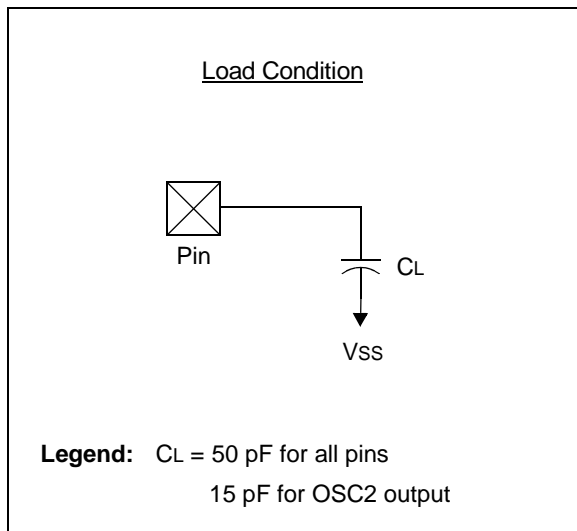 Load Condition
Pin
CL
VSS
Legend: CL = 50 pF for all pins
15 pF for OSC2 output